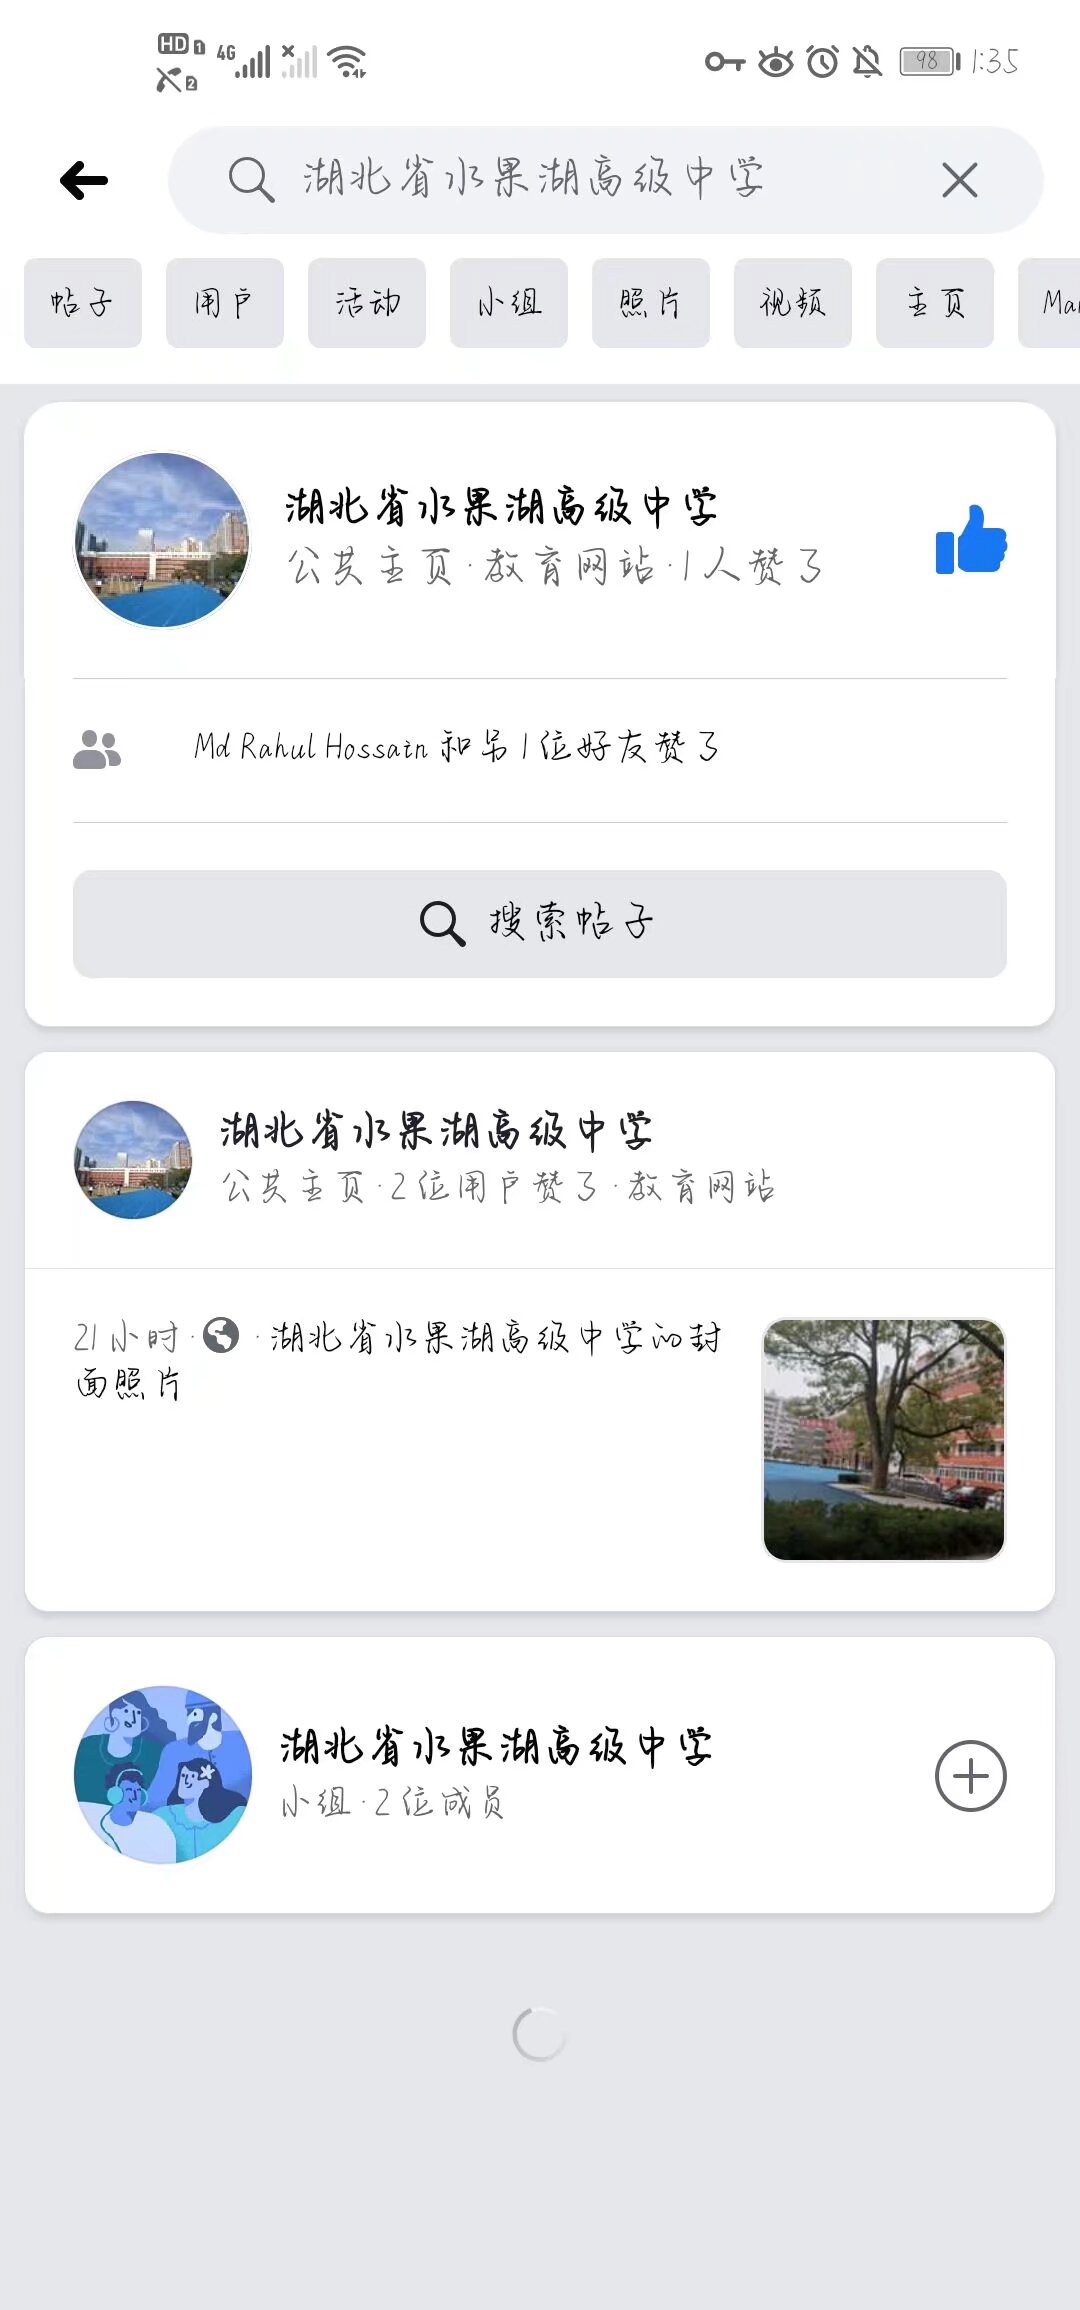 HD 1 4G
2
98 1:35
湖北省水果湖高级中学
帖子 用户 活动 小组 照片 视频 主页 Mar
湖北省水果湖高级中学
公共主页·教育网站·1人赞了
Md Rahul Hossain 和另 1 位好友赞了
搜索帖子
湖北省水果湖高级中学
公共主页·2 位用户赞了·教育网站
21 小时· ·湖北省水果湖高级中学的封
面照片
湖北省水果湖高级中学
小组·2 位成员